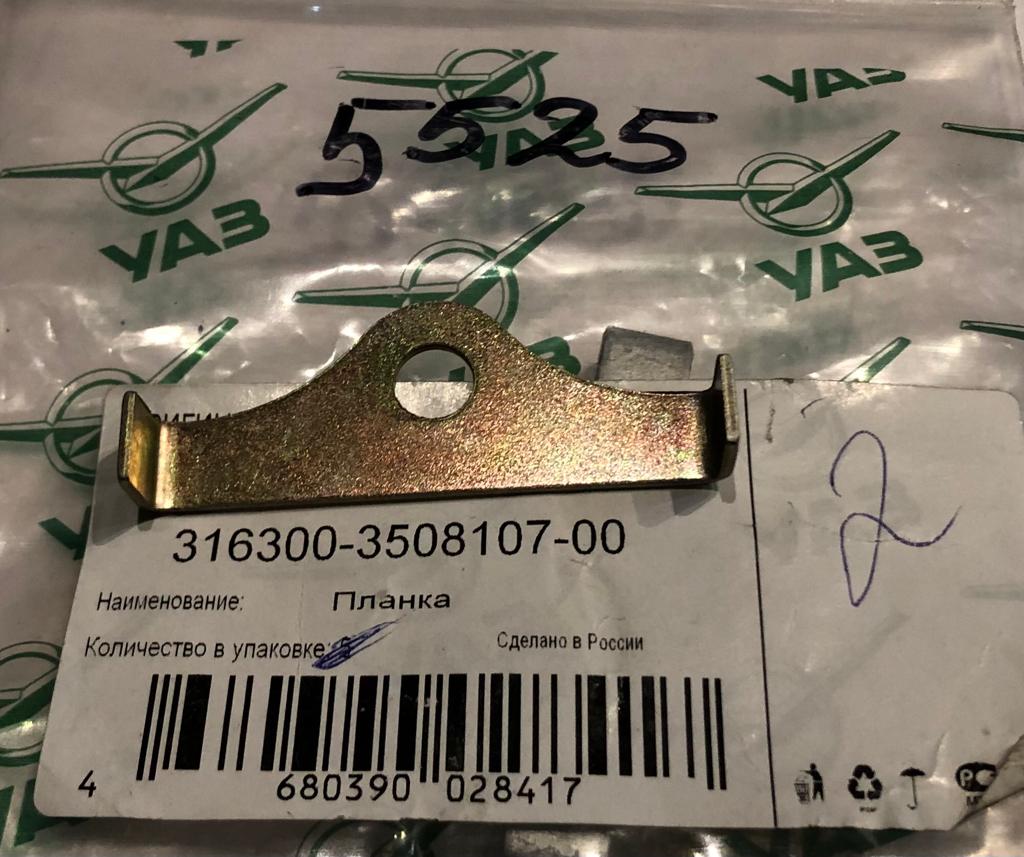 УАЗ
5525
УАЗ
УАЗ
УАЗ
316300-3508107-00
Наименование: Планка
Количество в упаковке:
Сделано в России
2
4 680390 028417